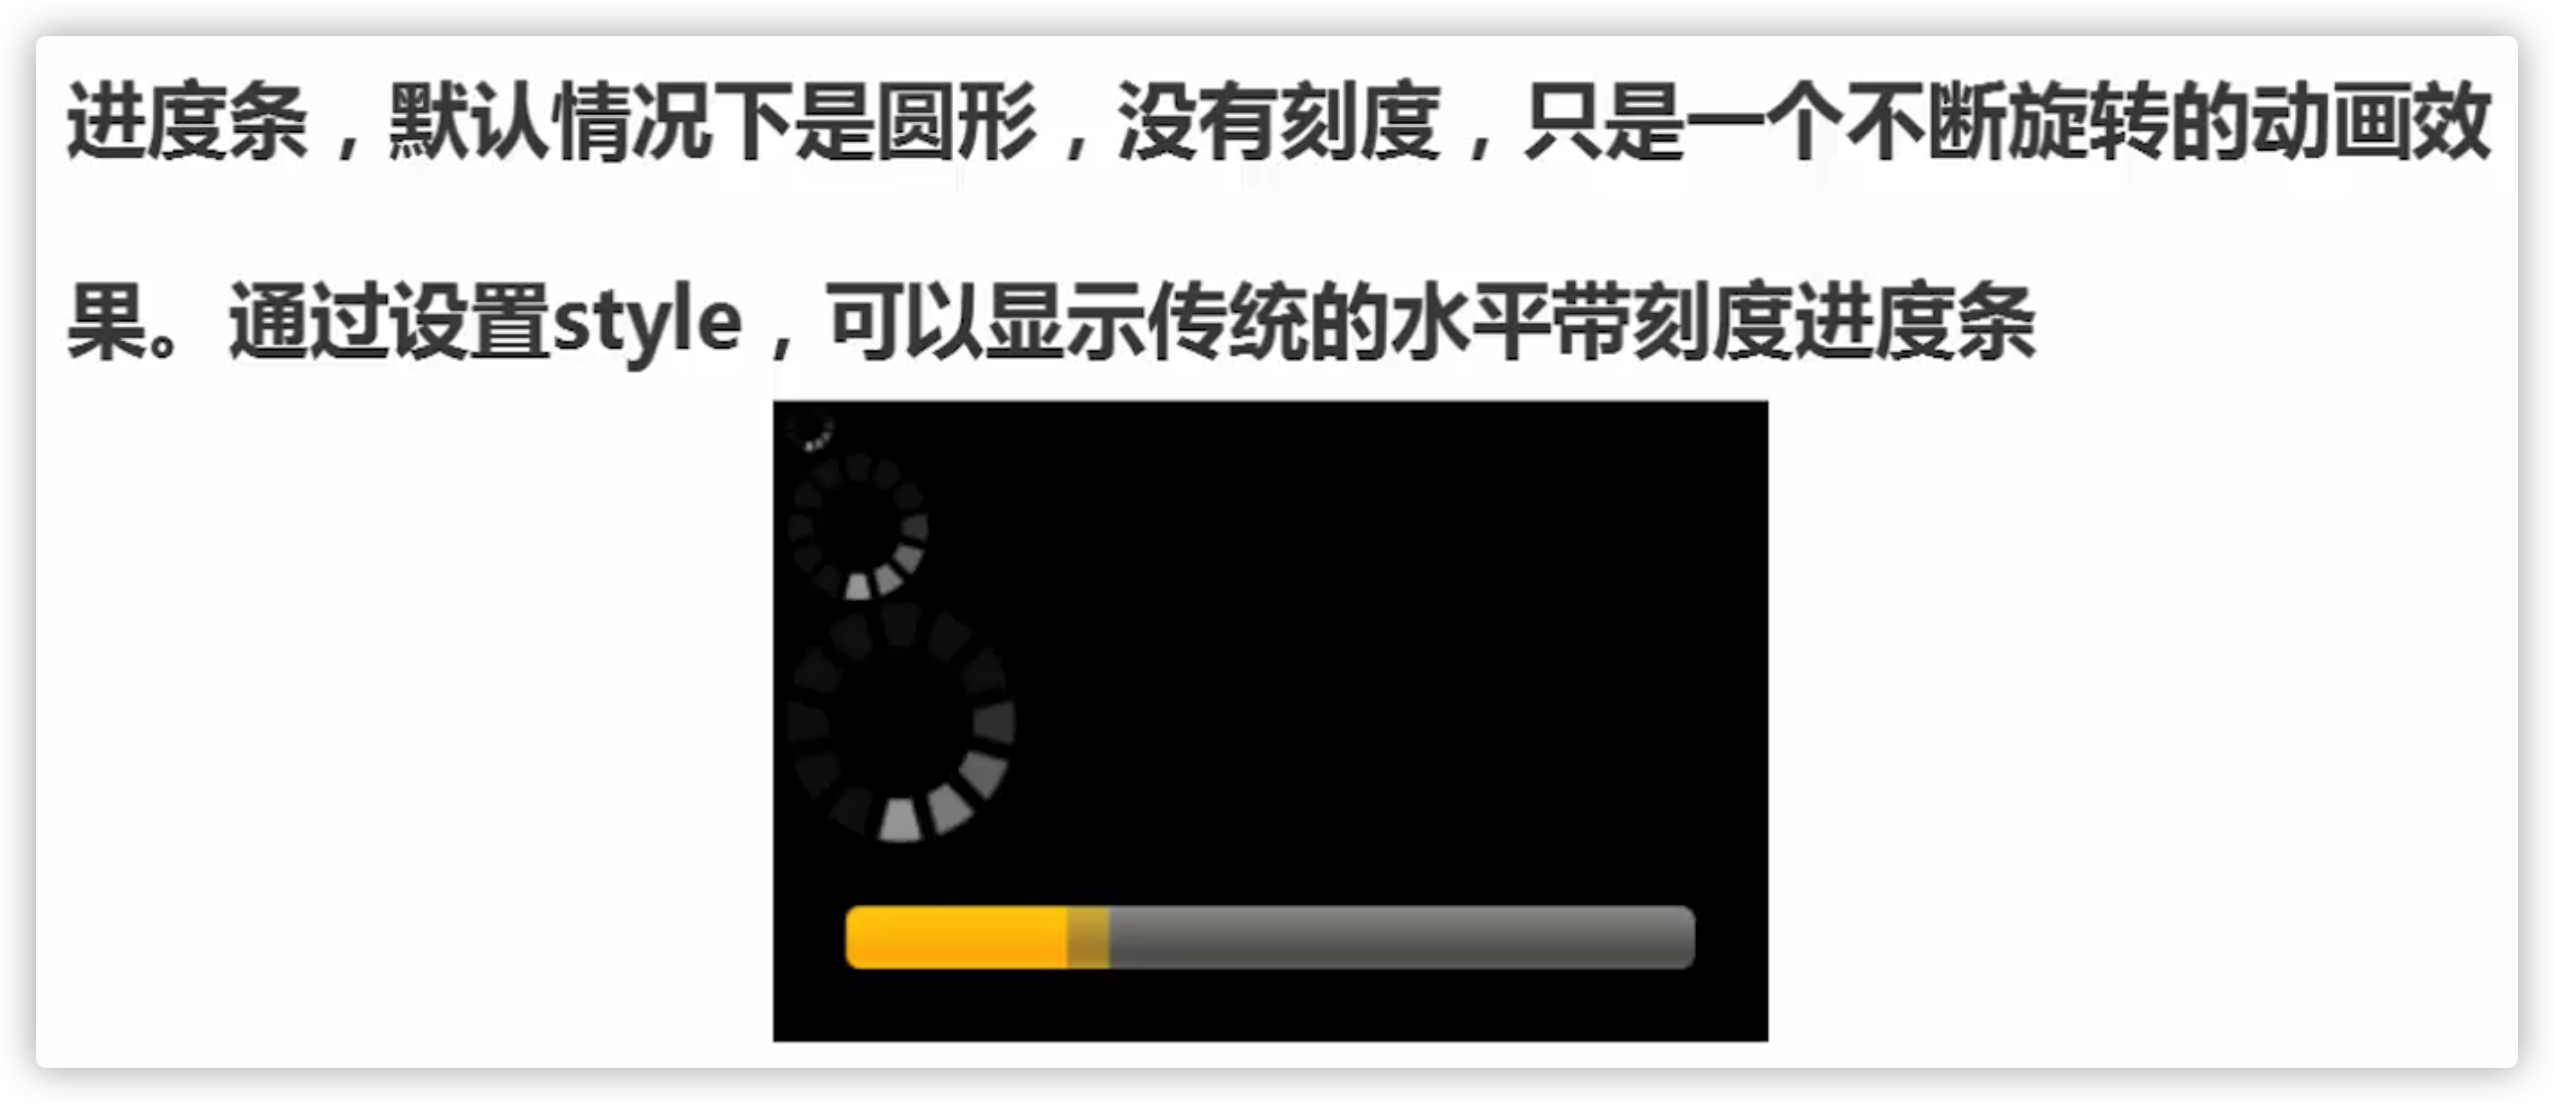 进度条，默认情况下是圆形，没有刻度，只是一个不断旋转的动画效
果。通过设置style，可以显示传统的水平带刻度进度条